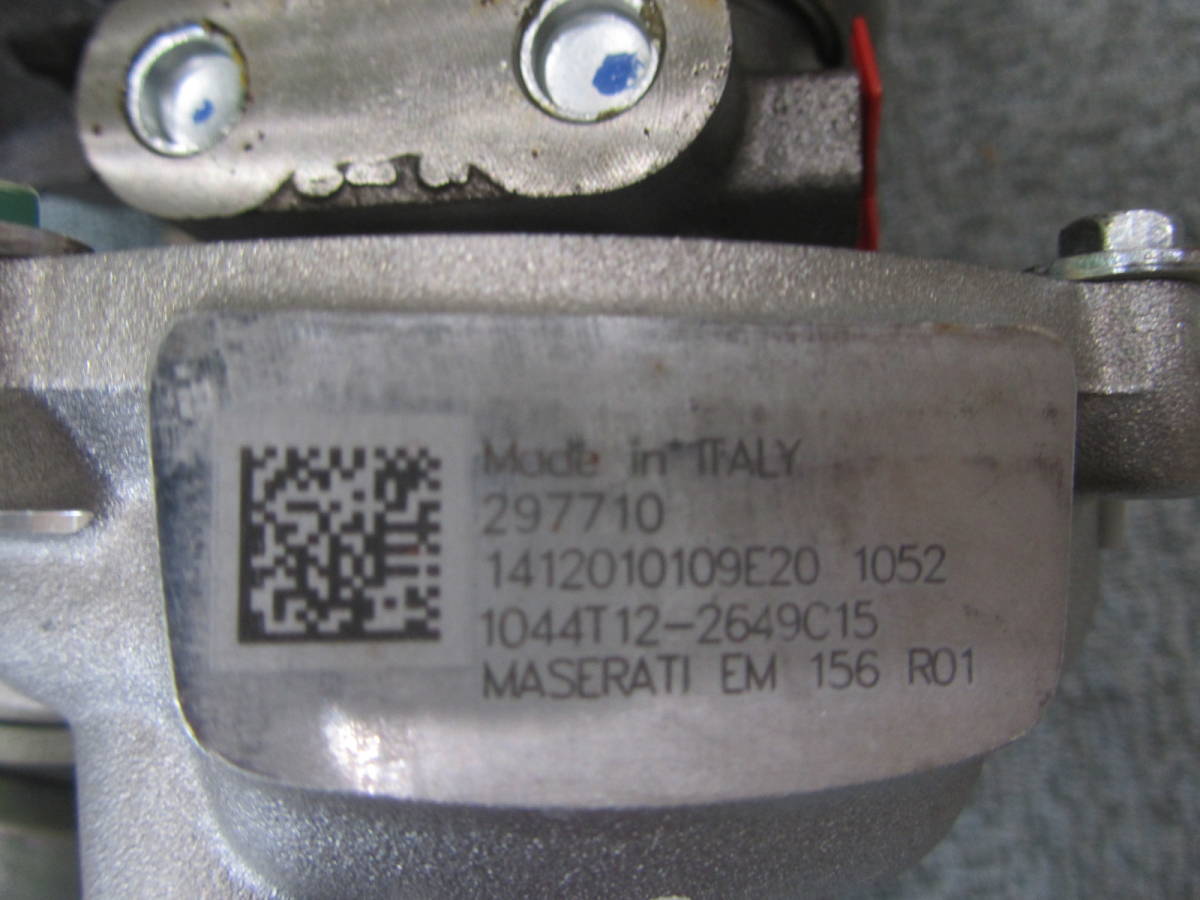 Made in ITALY
297710
1412010109E20 1052
1044T12-2649C15
MASERATI EM 156 R01